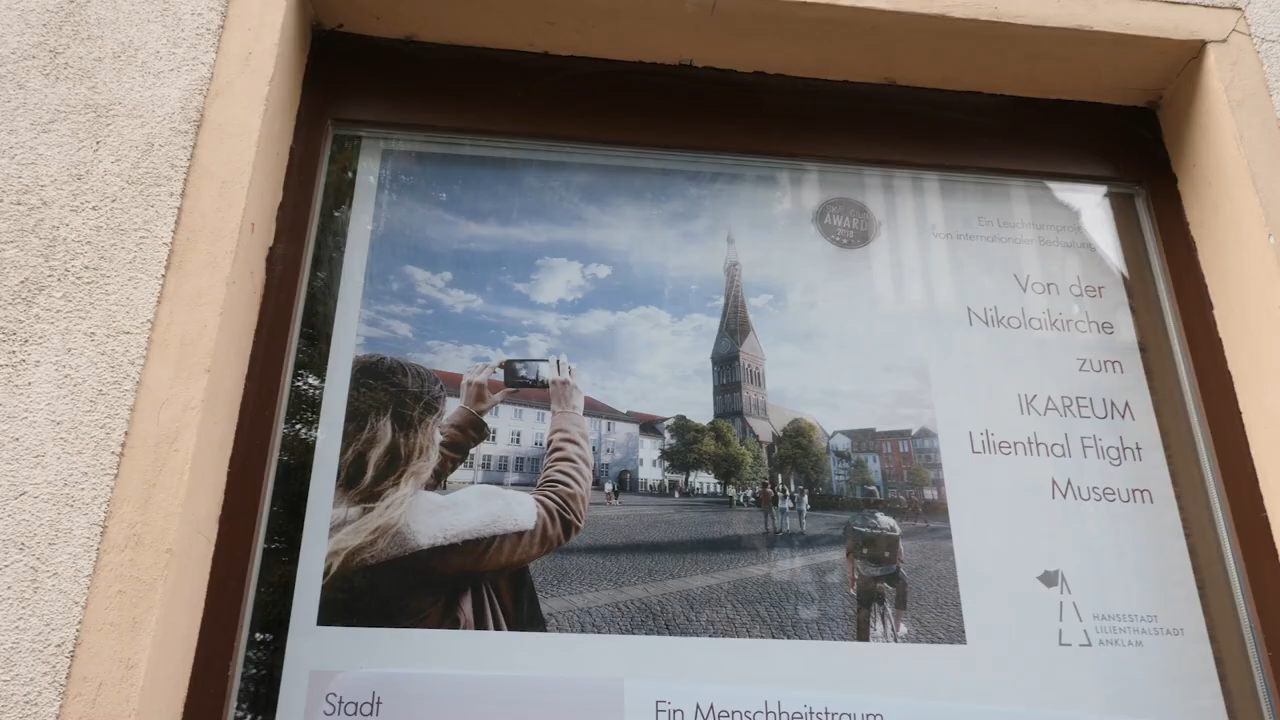 AWARD
2018
Ein Leuchtturmproje
von internationaler Bedeutung
Von der
Nikolaikirche
zum
IKAREUM
Lilienthal Flight
Museum
HANSESTADT
LILIENTHALSTADT
ANKLAM
Stadt
Ein Menschheitstraum